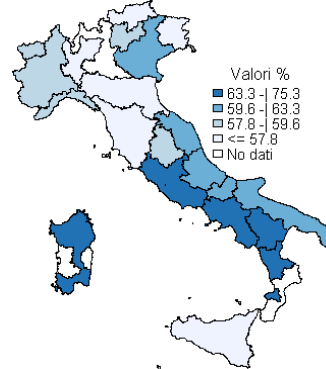 Valori %
63.3 -| 75.3
59.6 -| 63.3
57.8 -| 59.6
<= 57.8
No dati